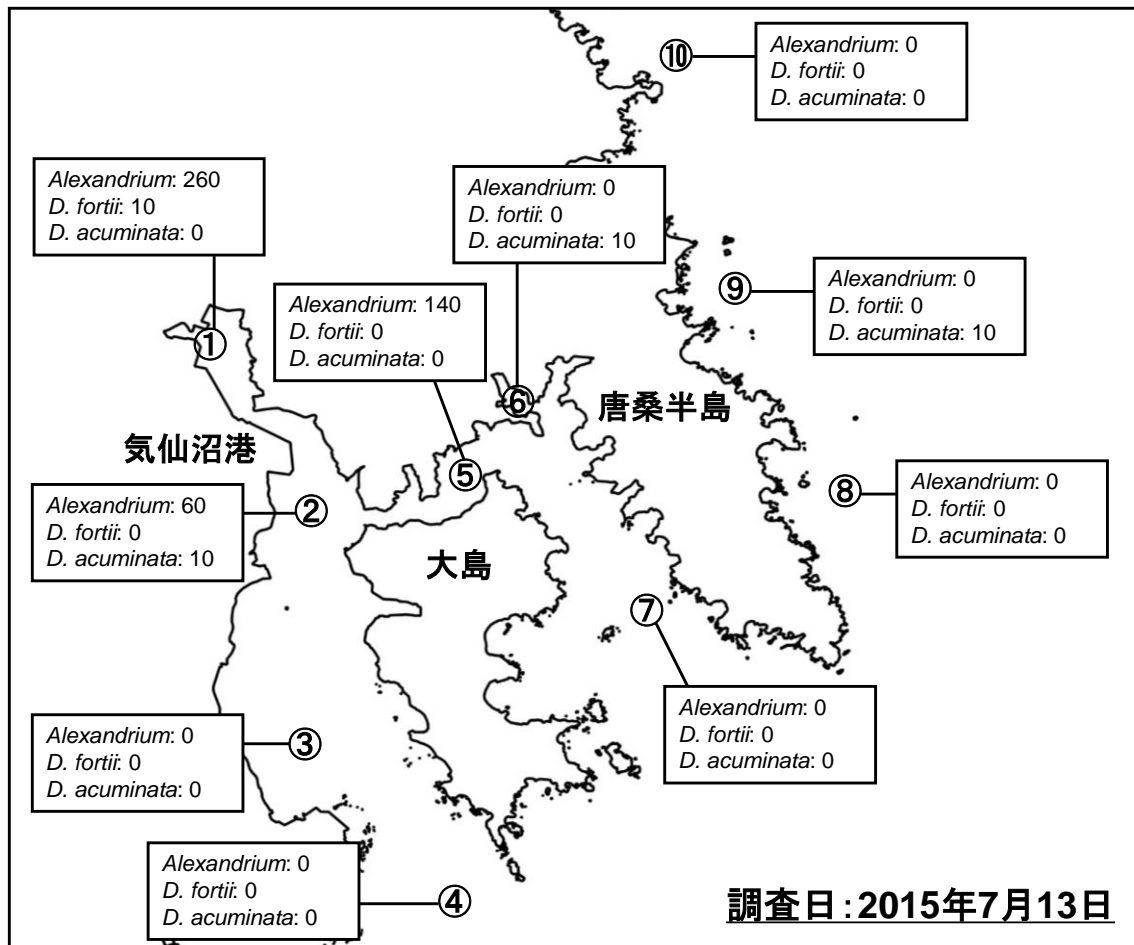 ⑩
Alexandrium: 0
D. fortii: 0
D. acuminata: 0
Alexandrium: 260
D. fortii: 10
D. acuminata: 0
①
Alexandrium: 0
D. fortii: 0
D. acuminata: 10
⑥
Alexandrium: 140
D. fortii: 0
D. acuminata: 0
⑤
⑨
Alexandrium: 0
D. fortii: 0
D. acuminata: 10
唐桑半島
気仙沼港
Alexandrium: 60
D. fortii: 0
D. acuminata: 10
②
大島
⑧
Alexandrium: 0
D. fortii: 0
D. acuminata: 0
⑦
Alexandrium: 0
D. fortii: 0
D. acuminata: 0
Alexandrium: 0
D. fortii: 0
D. acuminata: 0
③
Alexandrium: 0
D. fortii: 0
D. acuminata: 0
④
調査日：2015年7月13日